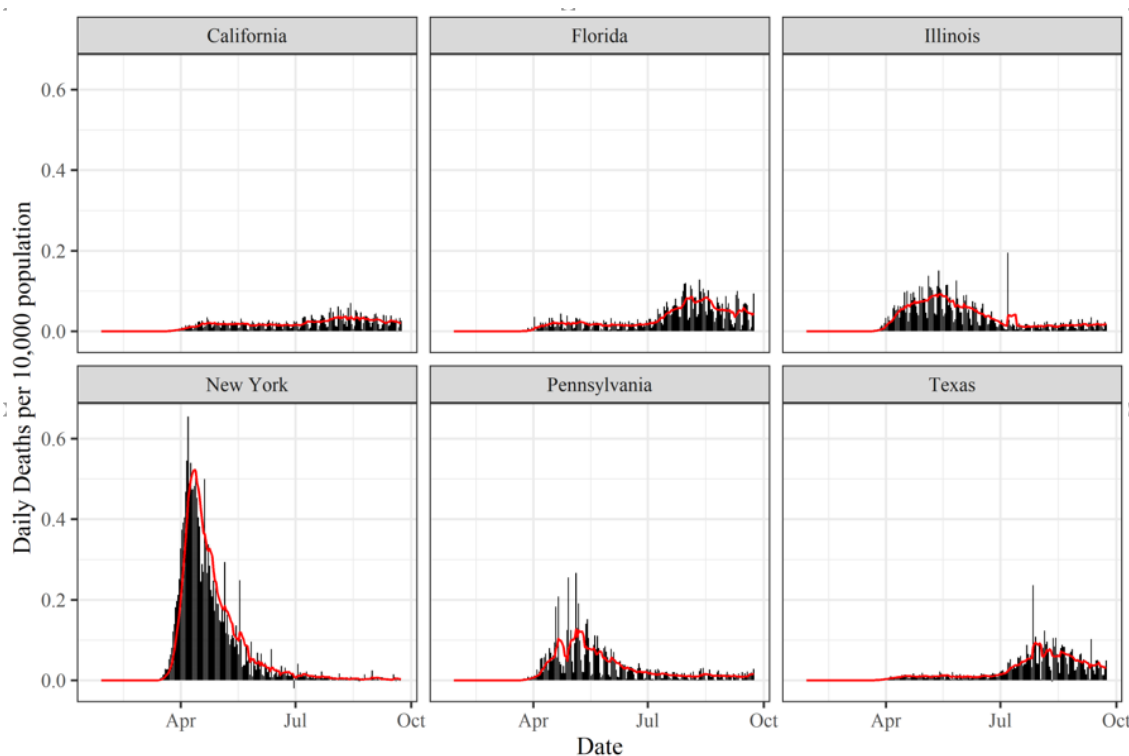 California
Florida
Illinois
0.6
0.4
0.2
0.0
New York
Pennsylvania
Texas
0.6
0.4
0.2
0.0
Daily Deaths per 10,000 population
Apr
Jul
Oct
Apr
Jul
Oct
Apr
Jul
Oct
Date